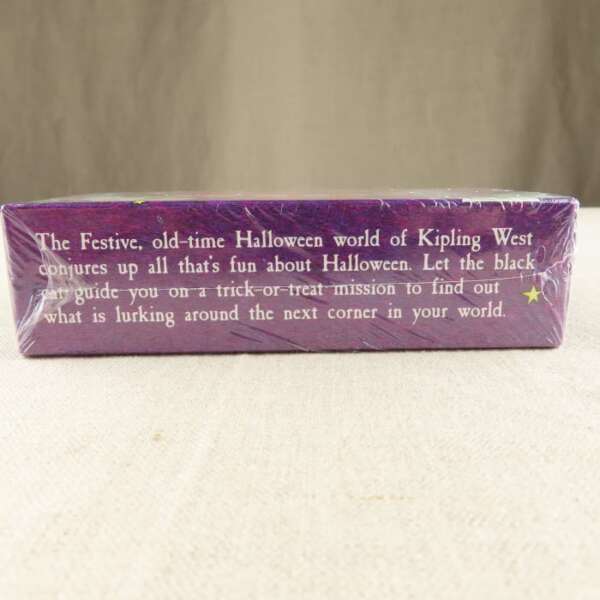 The Festive, old-time Halloween world of Kipling West
conjures up all that's fun about Halloween. Let the black
cat guide you on a trick-or-treat mission to find out
what is lurking around the next corner in your world.